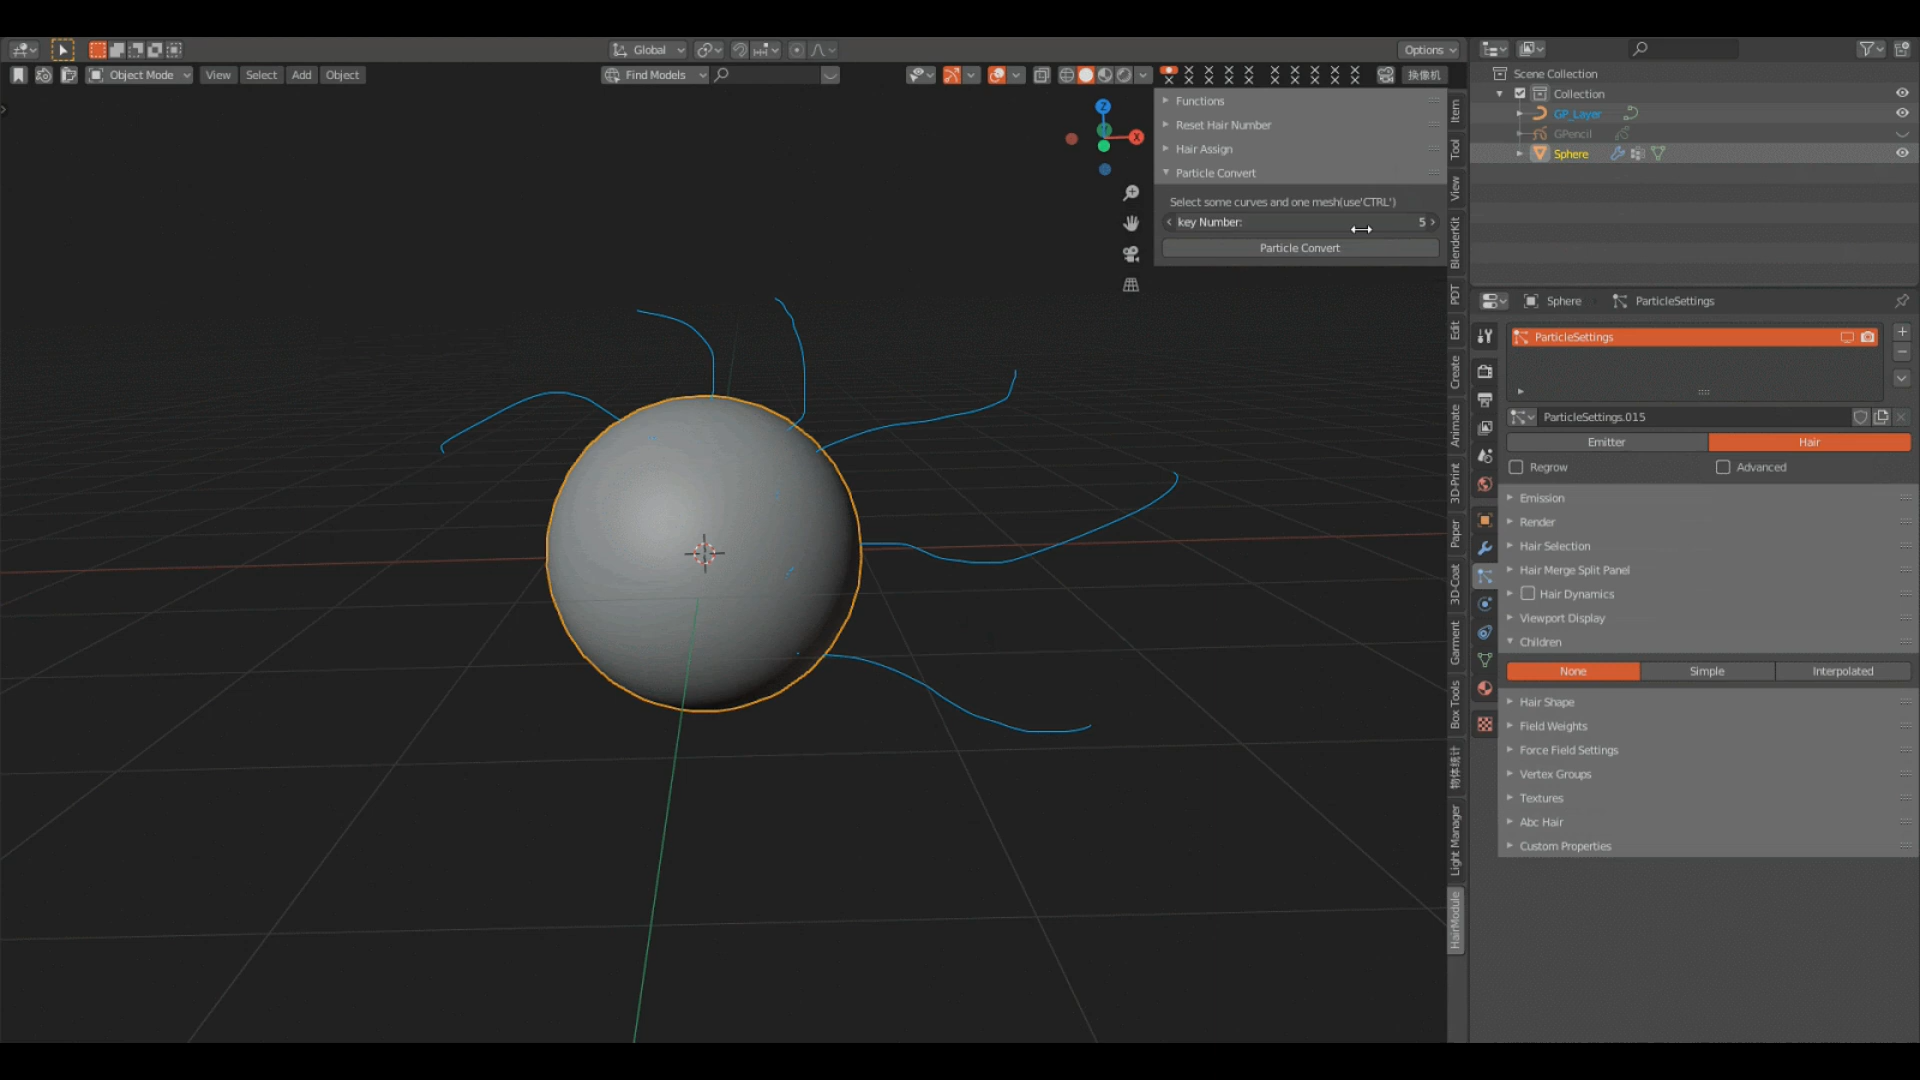 Global
Options
Object Mode
View
Select
Add
Object
Find Models
换像机
Z
X
Functions
Reset Hair Number
Hair Assign
Particle Convert
Select some curves and one mesh(use'CTRL')
key Number:
5
Particle Convert
Item
Tool
View
BlenderKit
PDT
Edit
Create
Animate
3D-Print
Paper
3D-Coat
Garment
Box Tools
物体统计
Light Manager
HairModule
Scene Collection
Collection
GP_Layer
GPencil
Sphere
Sphere
ParticleSettings
ParticleSettings
ParticleSettings.015
Emitter
Hair
Regrow
Advanced
Emission
Render
Hair Selection
Hair Merge Split Panel
Hair Dynamics
Viewport Display
Children
None
Simple
Interpolated
Hair Shape
Field Weights
Force Field Settings
Vertex Groups
Textures
Abc Hair
Custom Properties